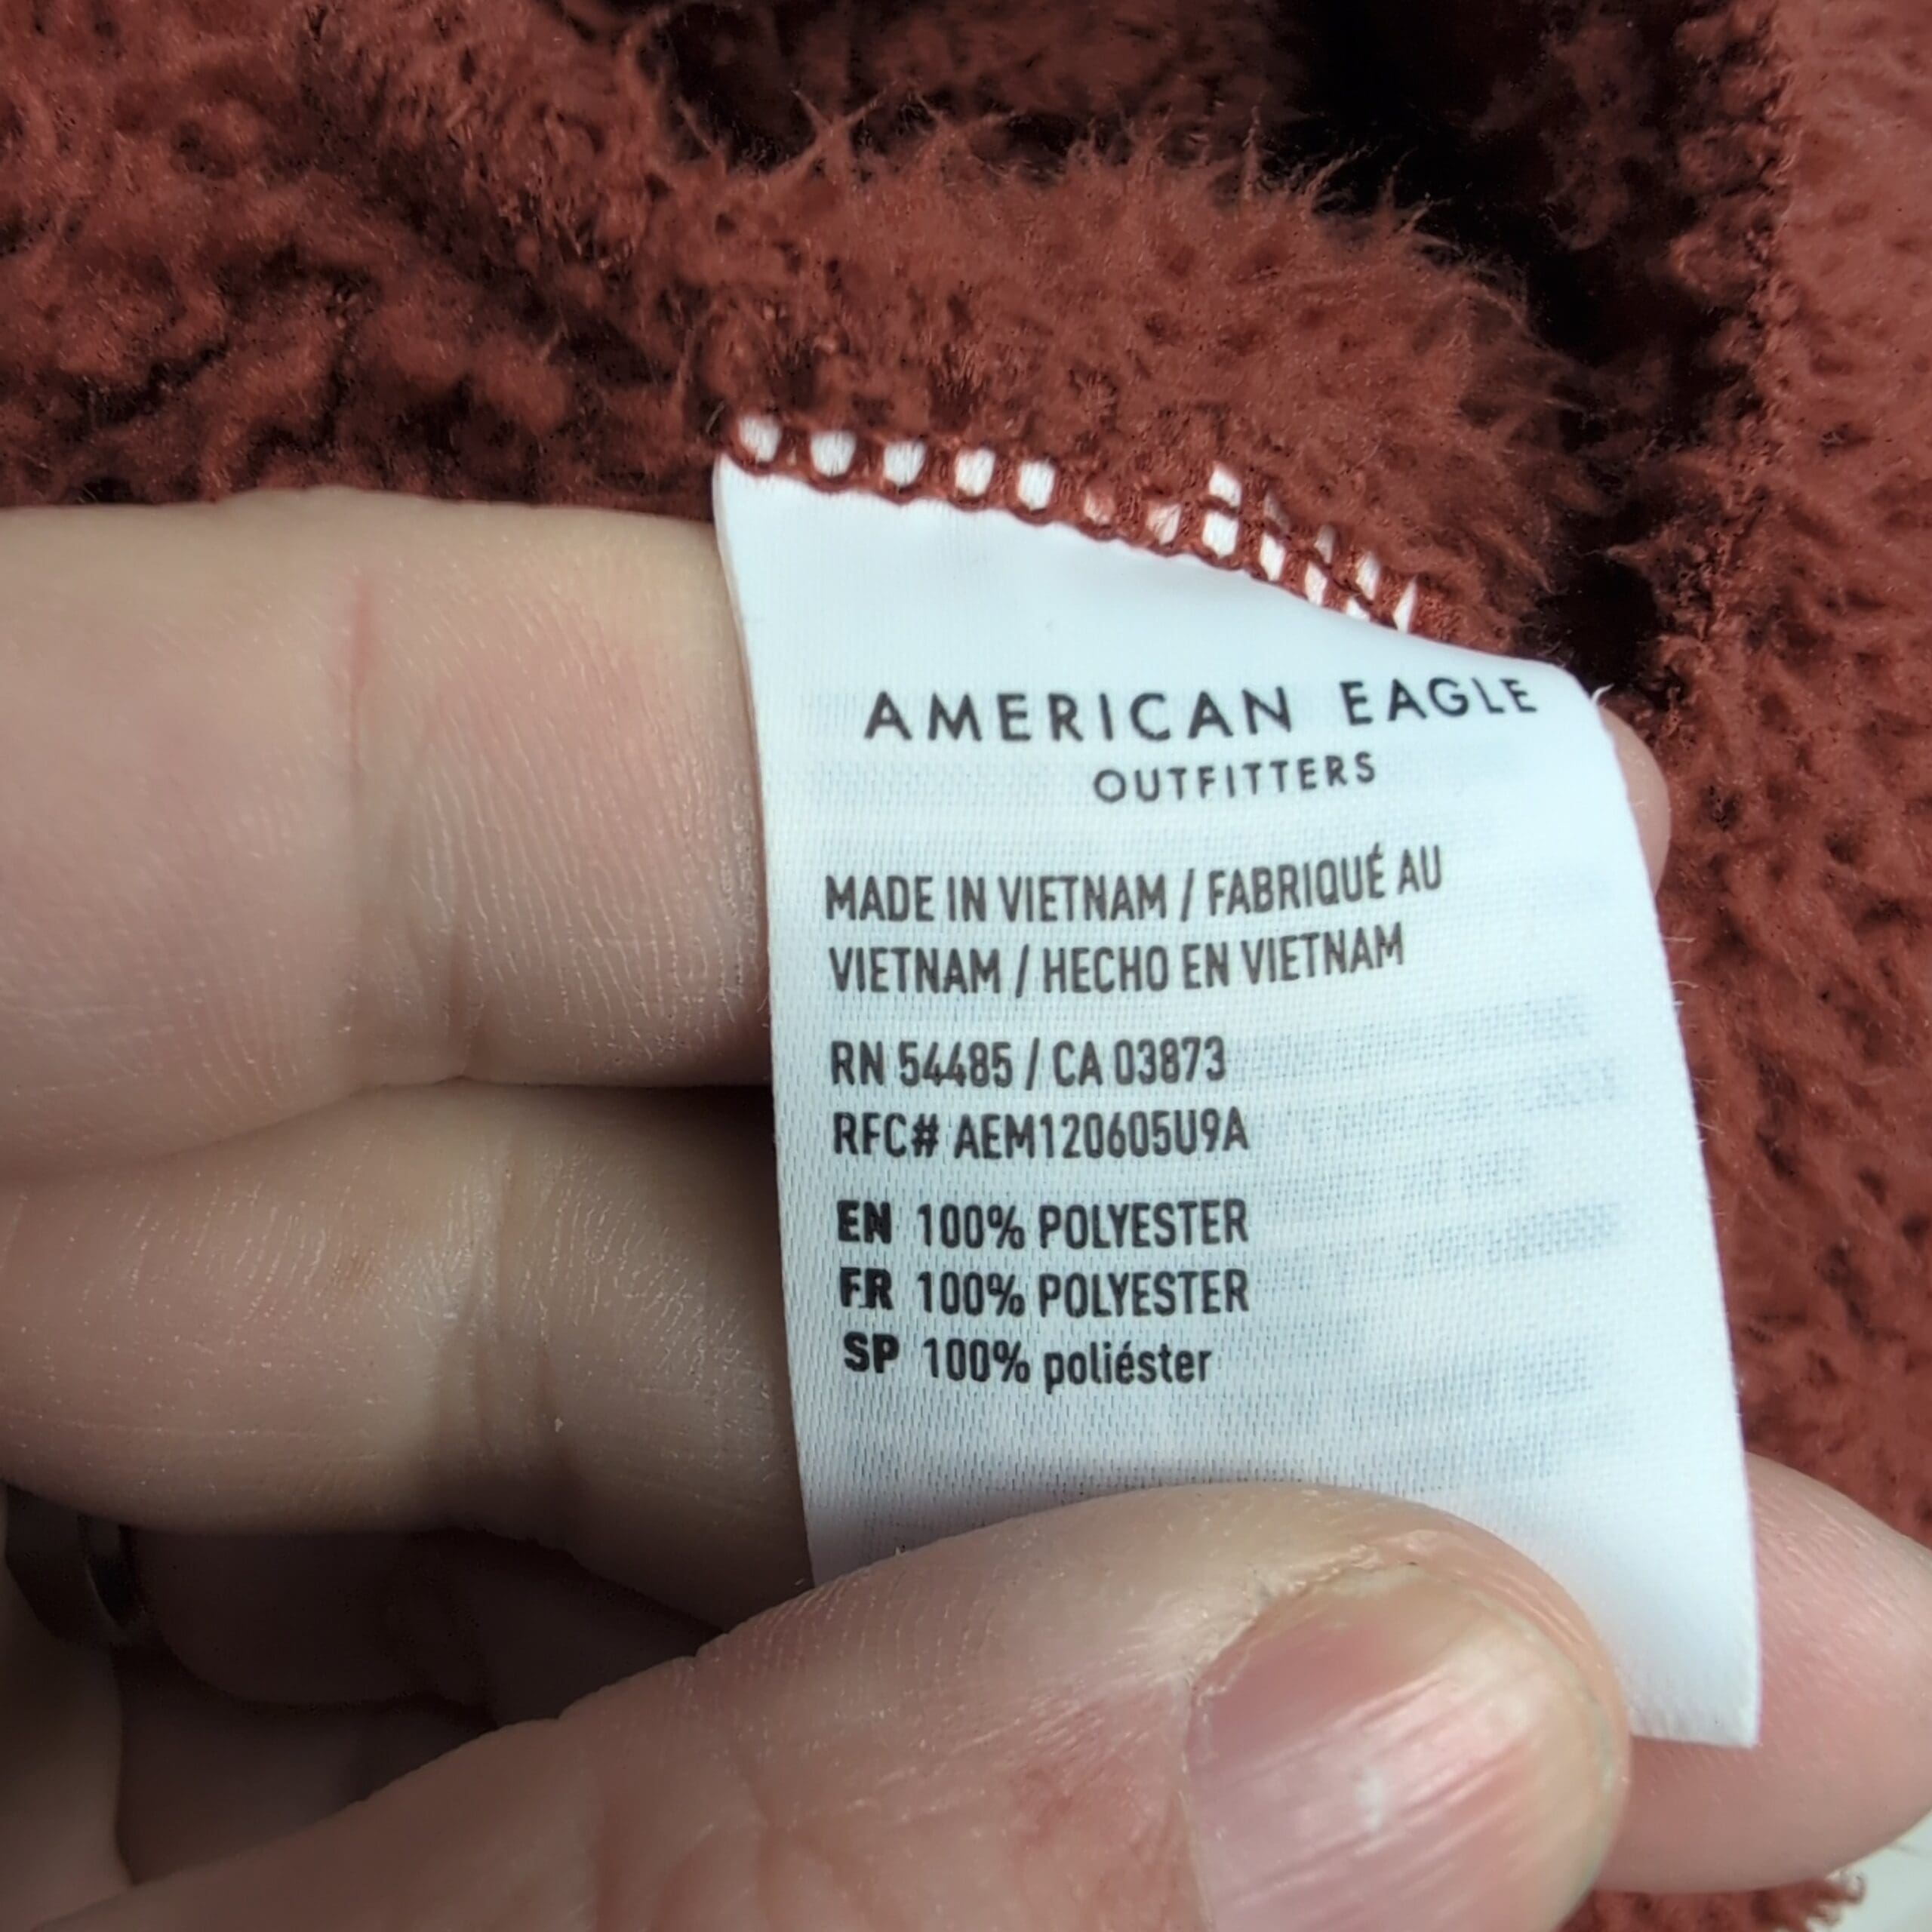 AMERICAN EAGLE
OUTFITTERS
MADE IN VIETNAM / FABRIQUÉ AU
VIETNAM / HECHO EN VIETNAM
RN 54485 / CA 03873
RFC# AEM120605U9A
EN 100% POLYESTER
FR 100% POLYESTER
SP 100% poliéster